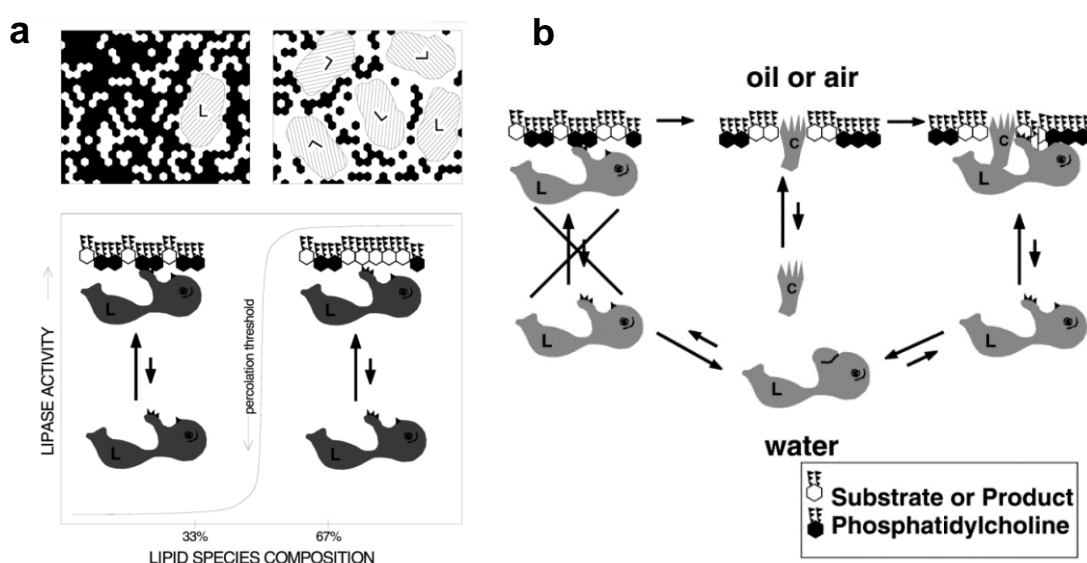 a
L
L
L
L
L
L
LIPASE ACTIVITY
L
L
percolation threshold
L
L
33%
67%
LIPID SPECIES COMPOSITION
b
oil or air
L
C
C
L
L
C
L
L
water
Substrate or Product
Phosphatidylcholine